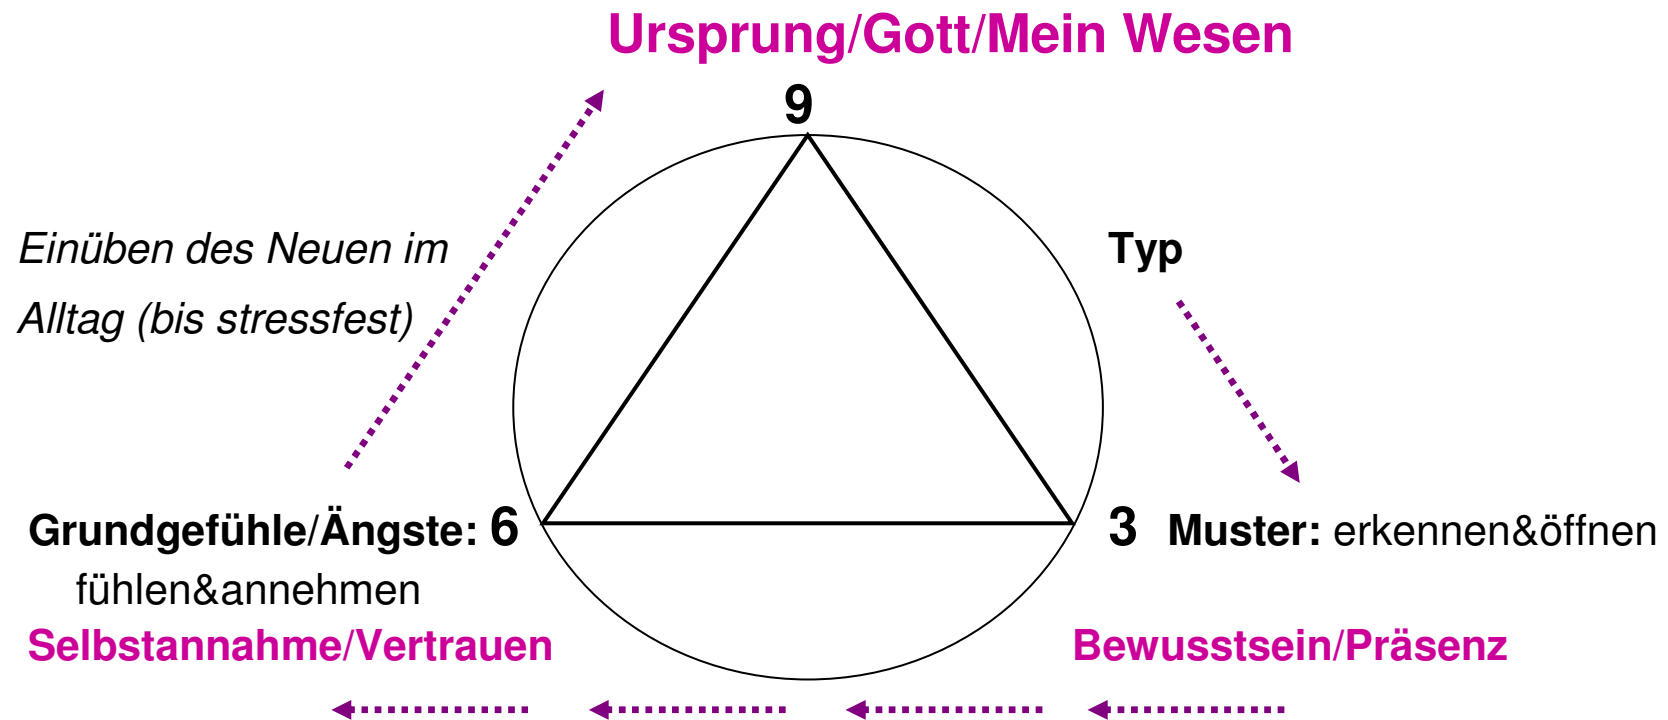 Ursprung/Gott/Mein Wesen
9
Einüben des Neuen im
Typ
Alltag (bis stressfest)
Grundgefühle/Ängste: 6
3 Muster: erkennen&öffnen
fühlen&annehmen
Selbstannahme/Vertrauen
Bewusstsein/Präsenz